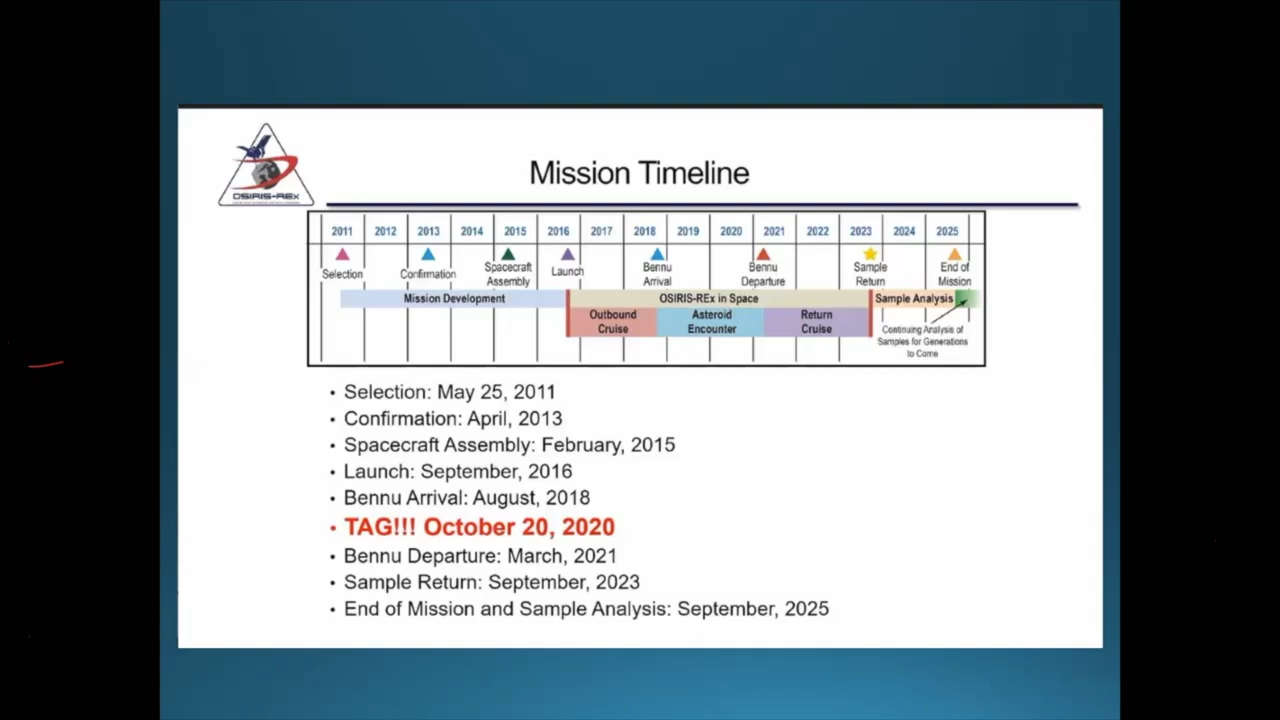 Mission Timeline
OSIRIS-REx
2011 2012 2013 2014 2015 2016 2017 2018 2019 2020 2021 2022 2023 2024 2025
Selection
Confirmation
Spacecraft
Assembly
Launch
Bennu
Arrival
Bennu
Departure
Sample
Return
End of
Mission
Mission Development
OSIRIS-REx in Space
Sample Analysis
Outbound
Cruise
Asteroid
Encounter
Return
Cruise
Continuing Analysis of
Samples for Generations
to Come
• Selection: May 25, 2011
• Confirmation: April, 2013
• Spacecraft Assembly: February, 2015
• Launch: September, 2016
• Bennu Arrival: August, 2018
• TAG!!! October 20, 2020
• Bennu Departure: March, 2021
• Sample Return: September, 2023
• End of Mission and Sample Analysis: September, 2025